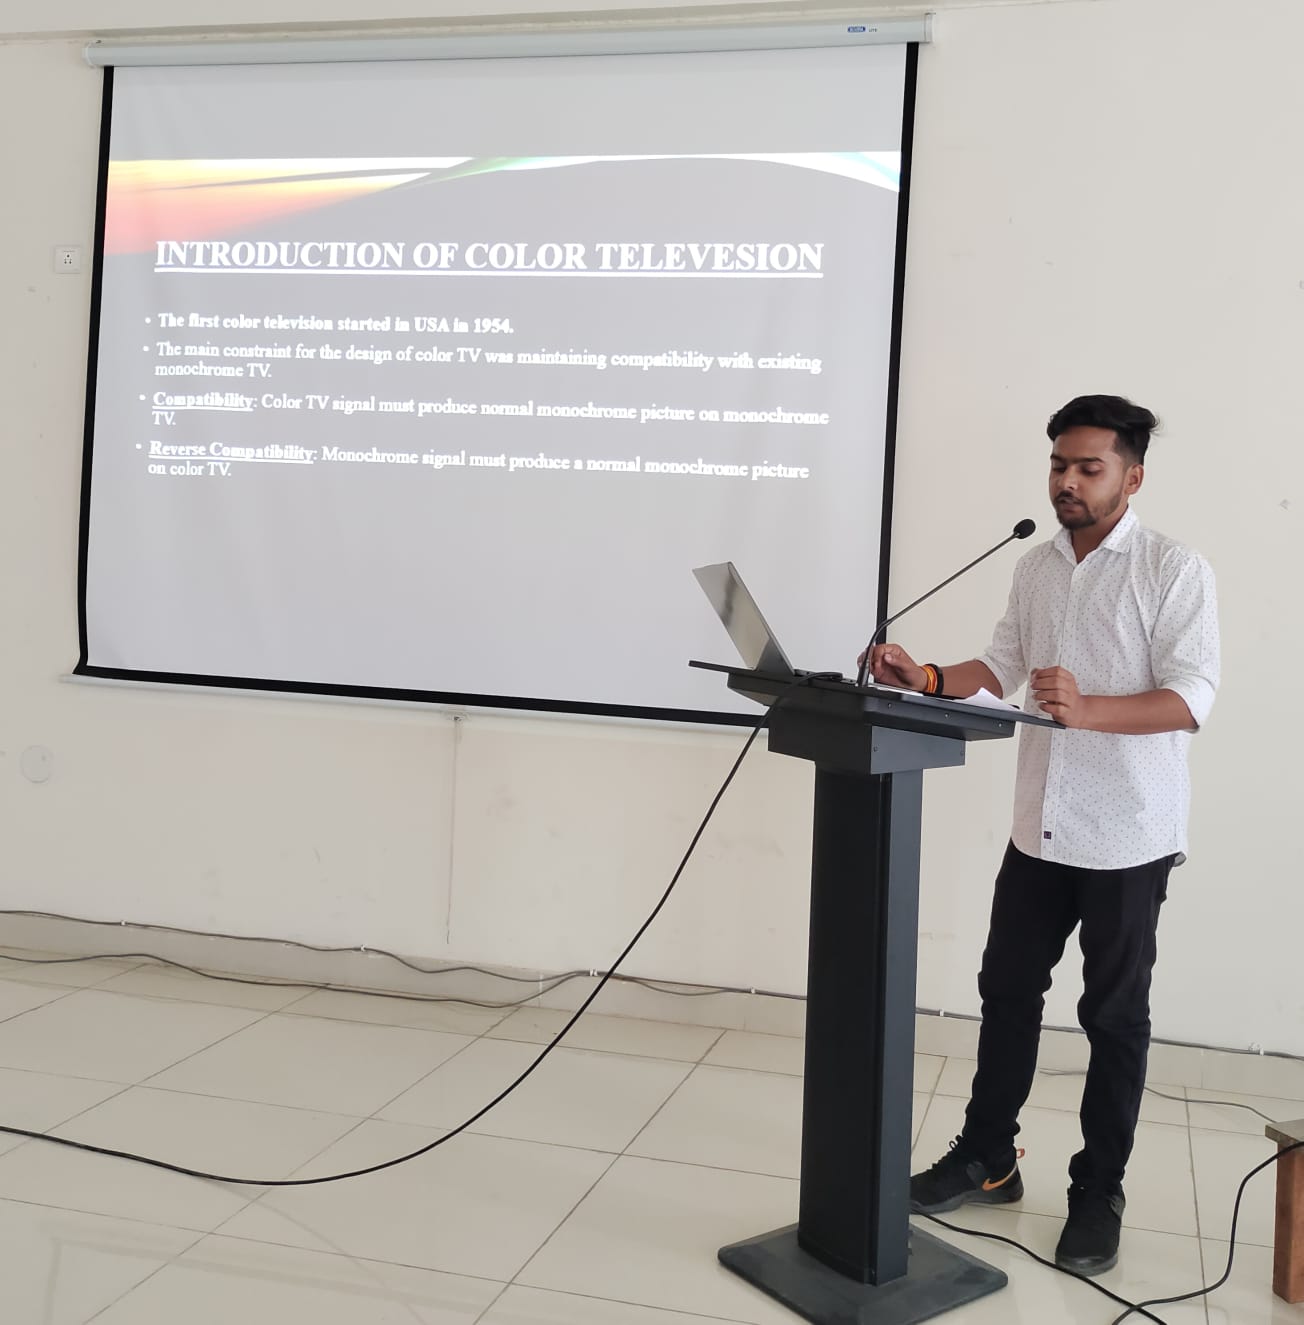 INTRODUCTION OF COLOR TELEVESION
• The first color television started in USA in 1954.
• The main constraint for the design of color TV was maintaining compatibility with existing
monochrome TV.
• Compatibility: Color TV signal must produce normal monochrome picture on monochrome
TV.
• Reverse Compatibility: Monochrome signal must produce a normal monochrome picture
on color TV.